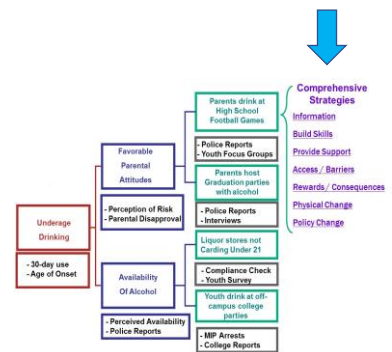 Underage
Drinking
- 30-day use
- Age of Onset
Favorable
Parental
Attitudes
- Perception of Risk
- Parental Disapproval
Availability
Of Alcohol
- Perceived Availability
- Police Reports
Parents drink at
High School
Football Games
- Police Reports
- Youth Focus Groups
Parents host
Graduation parties
with alcohol
- Police Reports
- Interviews
Liquor stores not
Carding Under 21
- Compliance Check
- Youth Survey
Youth drink at off-
campus college
parties
- MIP Arrests
- College Reports
Comprehensive
Strategies
Information
Build Skills
Provide Support
Access / Barriers
Rewards / Consequences
Physical Change
Policy Change